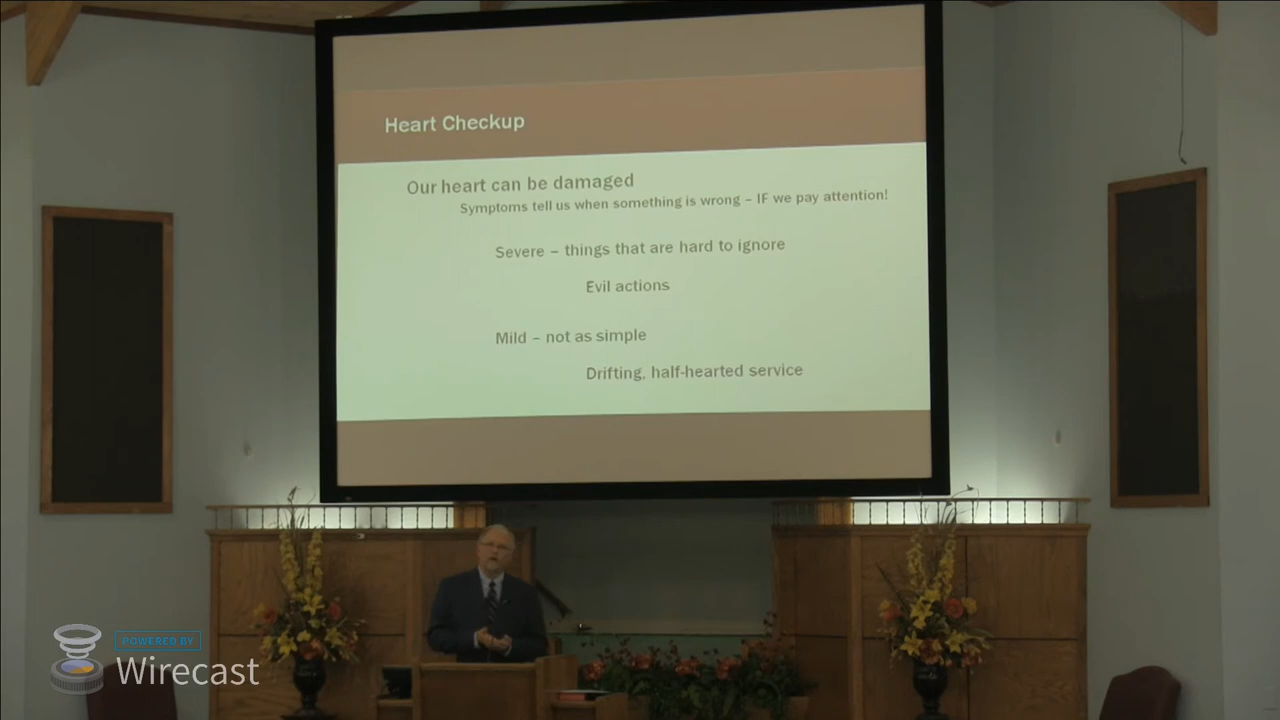 Heart Checkup
Our heart can be damaged
Symptoms tell us when something is wrong – IF we pay attention!
Severe – things that are hard to ignore
Evil actions
Mild – not as simple
Drifting, half-hearted service
POWERED BY
Wirecast